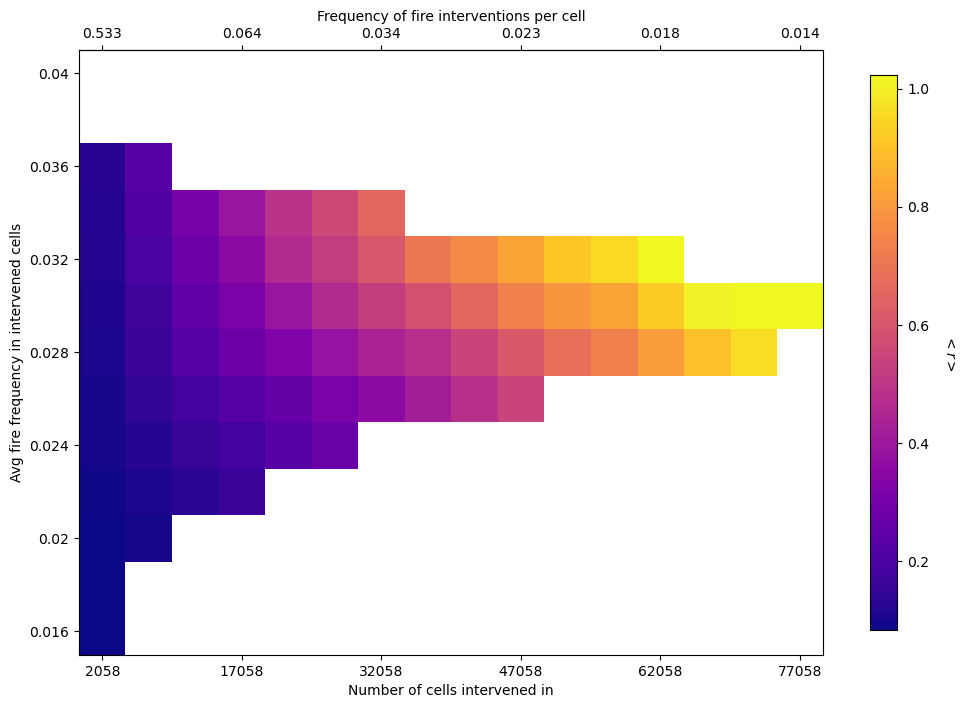 Frequency of fire interventions per cell
0.533 0.064 0.034 0.023 0.018 0.014
0.04
0.036
0.032
0.028
0.024
0.02
0.016
Avg fire frequency in intervened cells
2058 17058 32058 47058 62058 77058
Number of cells intervened in
1.0
0.8
0.6
0.4
0.2
< r >